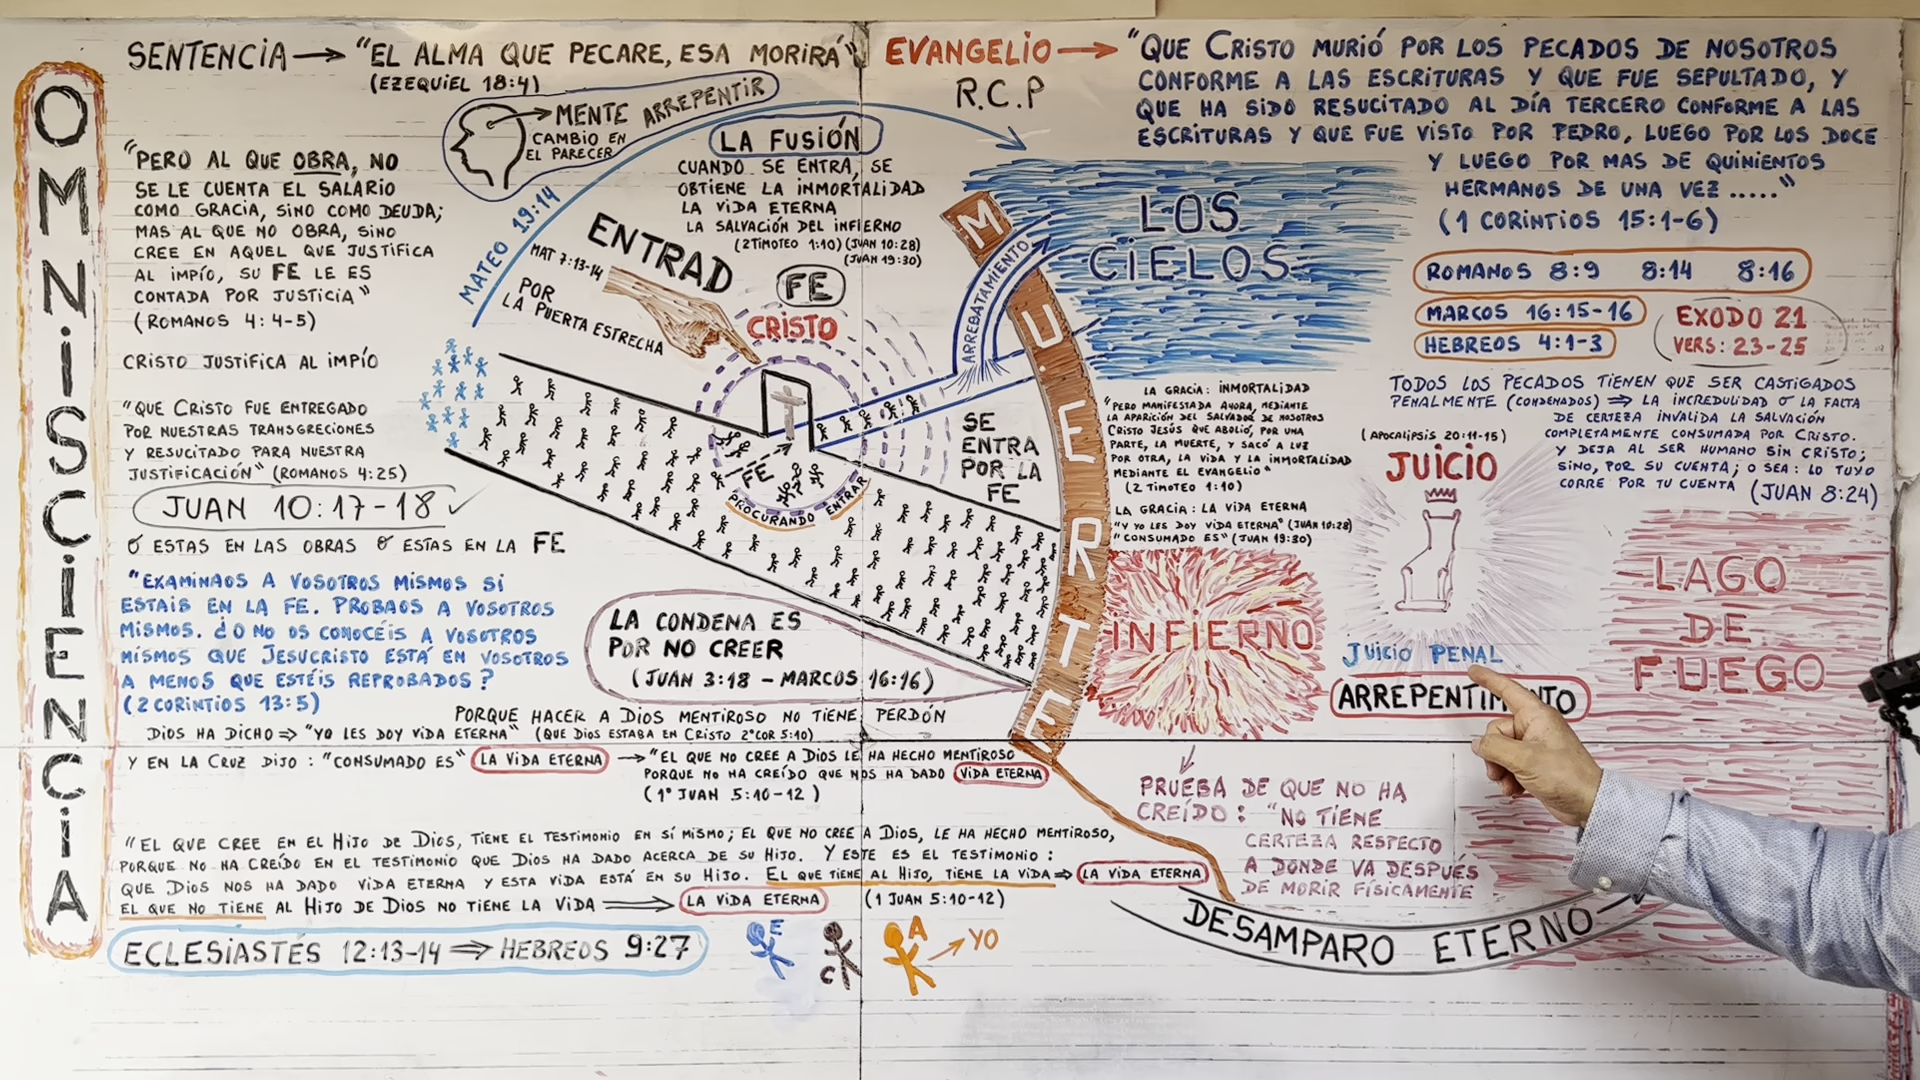 OMNISCIENCIA
SENTENCIA → "EL ALMA QUE PECARE, ESA MORIRÁ"
(EZEQUIEL 18:4)
MENTE ARREPENTIR
CAMBIO EN
EL PARECER
"PERO AL QUE OBRA, NO
SE LE CUENTA EL SALARIO
COMO GRACIA, SINO COMO DEUDA;
MAS AL QUE NO OBRA, SINO
CREE EN AQUEL QUE JUSTIFICA
AL IMPÍO, SU FE LE ES
CONTADA POR JUSTICIA"
(ROMANOS 4:4-5)
CRISTO JUSTIFICA AL IMPÍO
"QUE CRISTO FUE ENTREGADO
POR NUESTRAS TRANSGRECIONES
Y RESUCITADO PARA NUESTRA
JUSTIFICACIÓN" (ROMANOS 4:25)
JUAN 10:17-18
Ó ESTAS EN LAS OBRAS Ó ESTAS EN LA FE
"EXAMINAOS A VOSOTROS MISMOS SI
ESTAIS EN LA FE. PROBAOS A VOSOTROS
MISMOS. ¿O NO OS CONOCÉIS A VOSOTROS
MISMOS QUE JESUCRISTO ESTÁ EN VOSOTROS
A MENOS QUE ESTÉIS REPROBADOS?
(2 CORINTIOS 13:5)
MATEO 19:14
LA FUSIÓN
CUANDO SE ENTRA, SE
OBTIENE LA INMORTALIDAD
LA VIDA ETERNA
LA SALVACIÓN DEL INFIERNO
(2 TIMOTEO 1:10) (JUAN 10:28)
(JUAN 19:30)
ENTRAD
MAT 7:13-14
POR
LA PUERTA ESTRECHA
FE
CRISTO
FE
PROCURANDO ENTRAR
SE
ENTRA
POR LA
FE
ARREBATAMIENTO
MUERTE
LOS
CIELOS
EVANGELIO → "QUE CRISTO MURIÓ POR LOS PECADOS DE NOSOTROS
R.C.P
CONFORME A LAS ESCRITURAS Y QUE FUE SEPULTADO, Y
QUE HA SIDO RESUCITADO AL DÍA TERCERO CONFORME A LAS
ESCRITURAS Y QUE FUE VISTO POR PEDRO, LUEGO POR LOS DOCE
Y LUEGO POR MAS DE QUINIENTOS
HERMANOS DE UNA VEZ ....."
(1 CORINTIOS 15:1-6)
ROMANOS 8:9 8:14 8:16
MARCOS 16:15-16
HEBREOS 4:1-3
EXODO 21
VERS: 23-25
TODOS LOS PECADOS TIENEN QUE SER CASTIGADOS
PENALMENTE (CONDENADOS) ⇒ LA INCREDULIDAD O LA FALTA
DE CERTEZA INVALIDA LA SALVACIÓN
COMPLETAMENTE CONSUMADA POR CRISTO.
Y DEJA AL SER HUMANO SIN CRISTO;
SINO, POR SU CUENTA; O SEA: LO TUYO
CORRE POR TU CUENTA (JUAN 8:24)
LA GRACIA: INMORTALIDAD
"PERO MANIFESTADA AHORA, MEDIANTE
LA APARICIÓN DEL SALVADOR DE NOSOTROS
CRISTO JESÚS QUE ABOLIÓ, POR UNA
PARTE, LA MUERTE, Y SACÓ A LUZ
POR OTRA, LA VIDA Y LA INMORTALIDAD
MEDIANTE EL EVANGELIO"
(2 TIMOTEO 1:10)
LA GRACIA: LA VIDA ETERNA
"Y YO LES DOY VIDA ETERNA" (JUAN 10:28)
"CONSUMADO ES" (JUAN 19:30)
(APOCALIPSIS 20:11-15)
JUICIO
INFIERNO
JUICIO PENAL
ARREPENTIMIENTO
LAGO
DE
FUEGO
LA CONDENA ES
POR NO CREER
(JUAN 3:18 - MARCOS 16:16)
PORQUE HACER A DIOS MENTIROSO NO TIENE PERDÓN
DIOS HA DICHO ⇒ "YO LES DOY VIDA ETERNA" (QUE DIOS ESTABA EN CRISTO 2ªCOR 5:10)
Y EN LA CRUZ DIJO: "CONSUMADO ES" LA VIDA ETERNA → "EL QUE NO CREE A DIOS LE HA HECHO MENTIROSO
PORQUE NO HA CREÍDO QUE NOS HA DADO VIDA ETERNA
(1ª JUAN 5:10-12)
"EL QUE CREE EN EL HIJO DE DIOS, TIENE EL TESTIMONIO EN SÍ MISMO; EL QUE NO CREE A DIOS, LE HA HECHO MENTIROSO,
PORQUE NO HA CREÍDO EN EL TESTIMONIO QUE DIOS HA DADO ACERCA DE SU HIJO. Y ESTE ES EL TESTIMONIO:
QUE DIOS NOS HA DADO VIDA ETERNA Y ESTA VIDA ESTÁ EN SU HIJO. EL QUE TIENE AL HIJO, TIENE LA VIDA ⇒ LA VIDA ETERNA
EL QUE NO TIENE AL HIJO DE DIOS NO TIENE LA VIDA ⇒ LA VIDA ETERNA (1 JUAN 5:10-12)
ECLESIASTÉS 12:13-14 ⇒ HEBREOS 9:27
E
C
A
→ YO
PRUEBA DE QUE NO HA
CREÍDO: "NO TIENE
CERTEZA RESPECTO
A DONDE VA DESPUÉS
DE MORIR FÍSICAMENTE
DESAMPARO ETERNO →